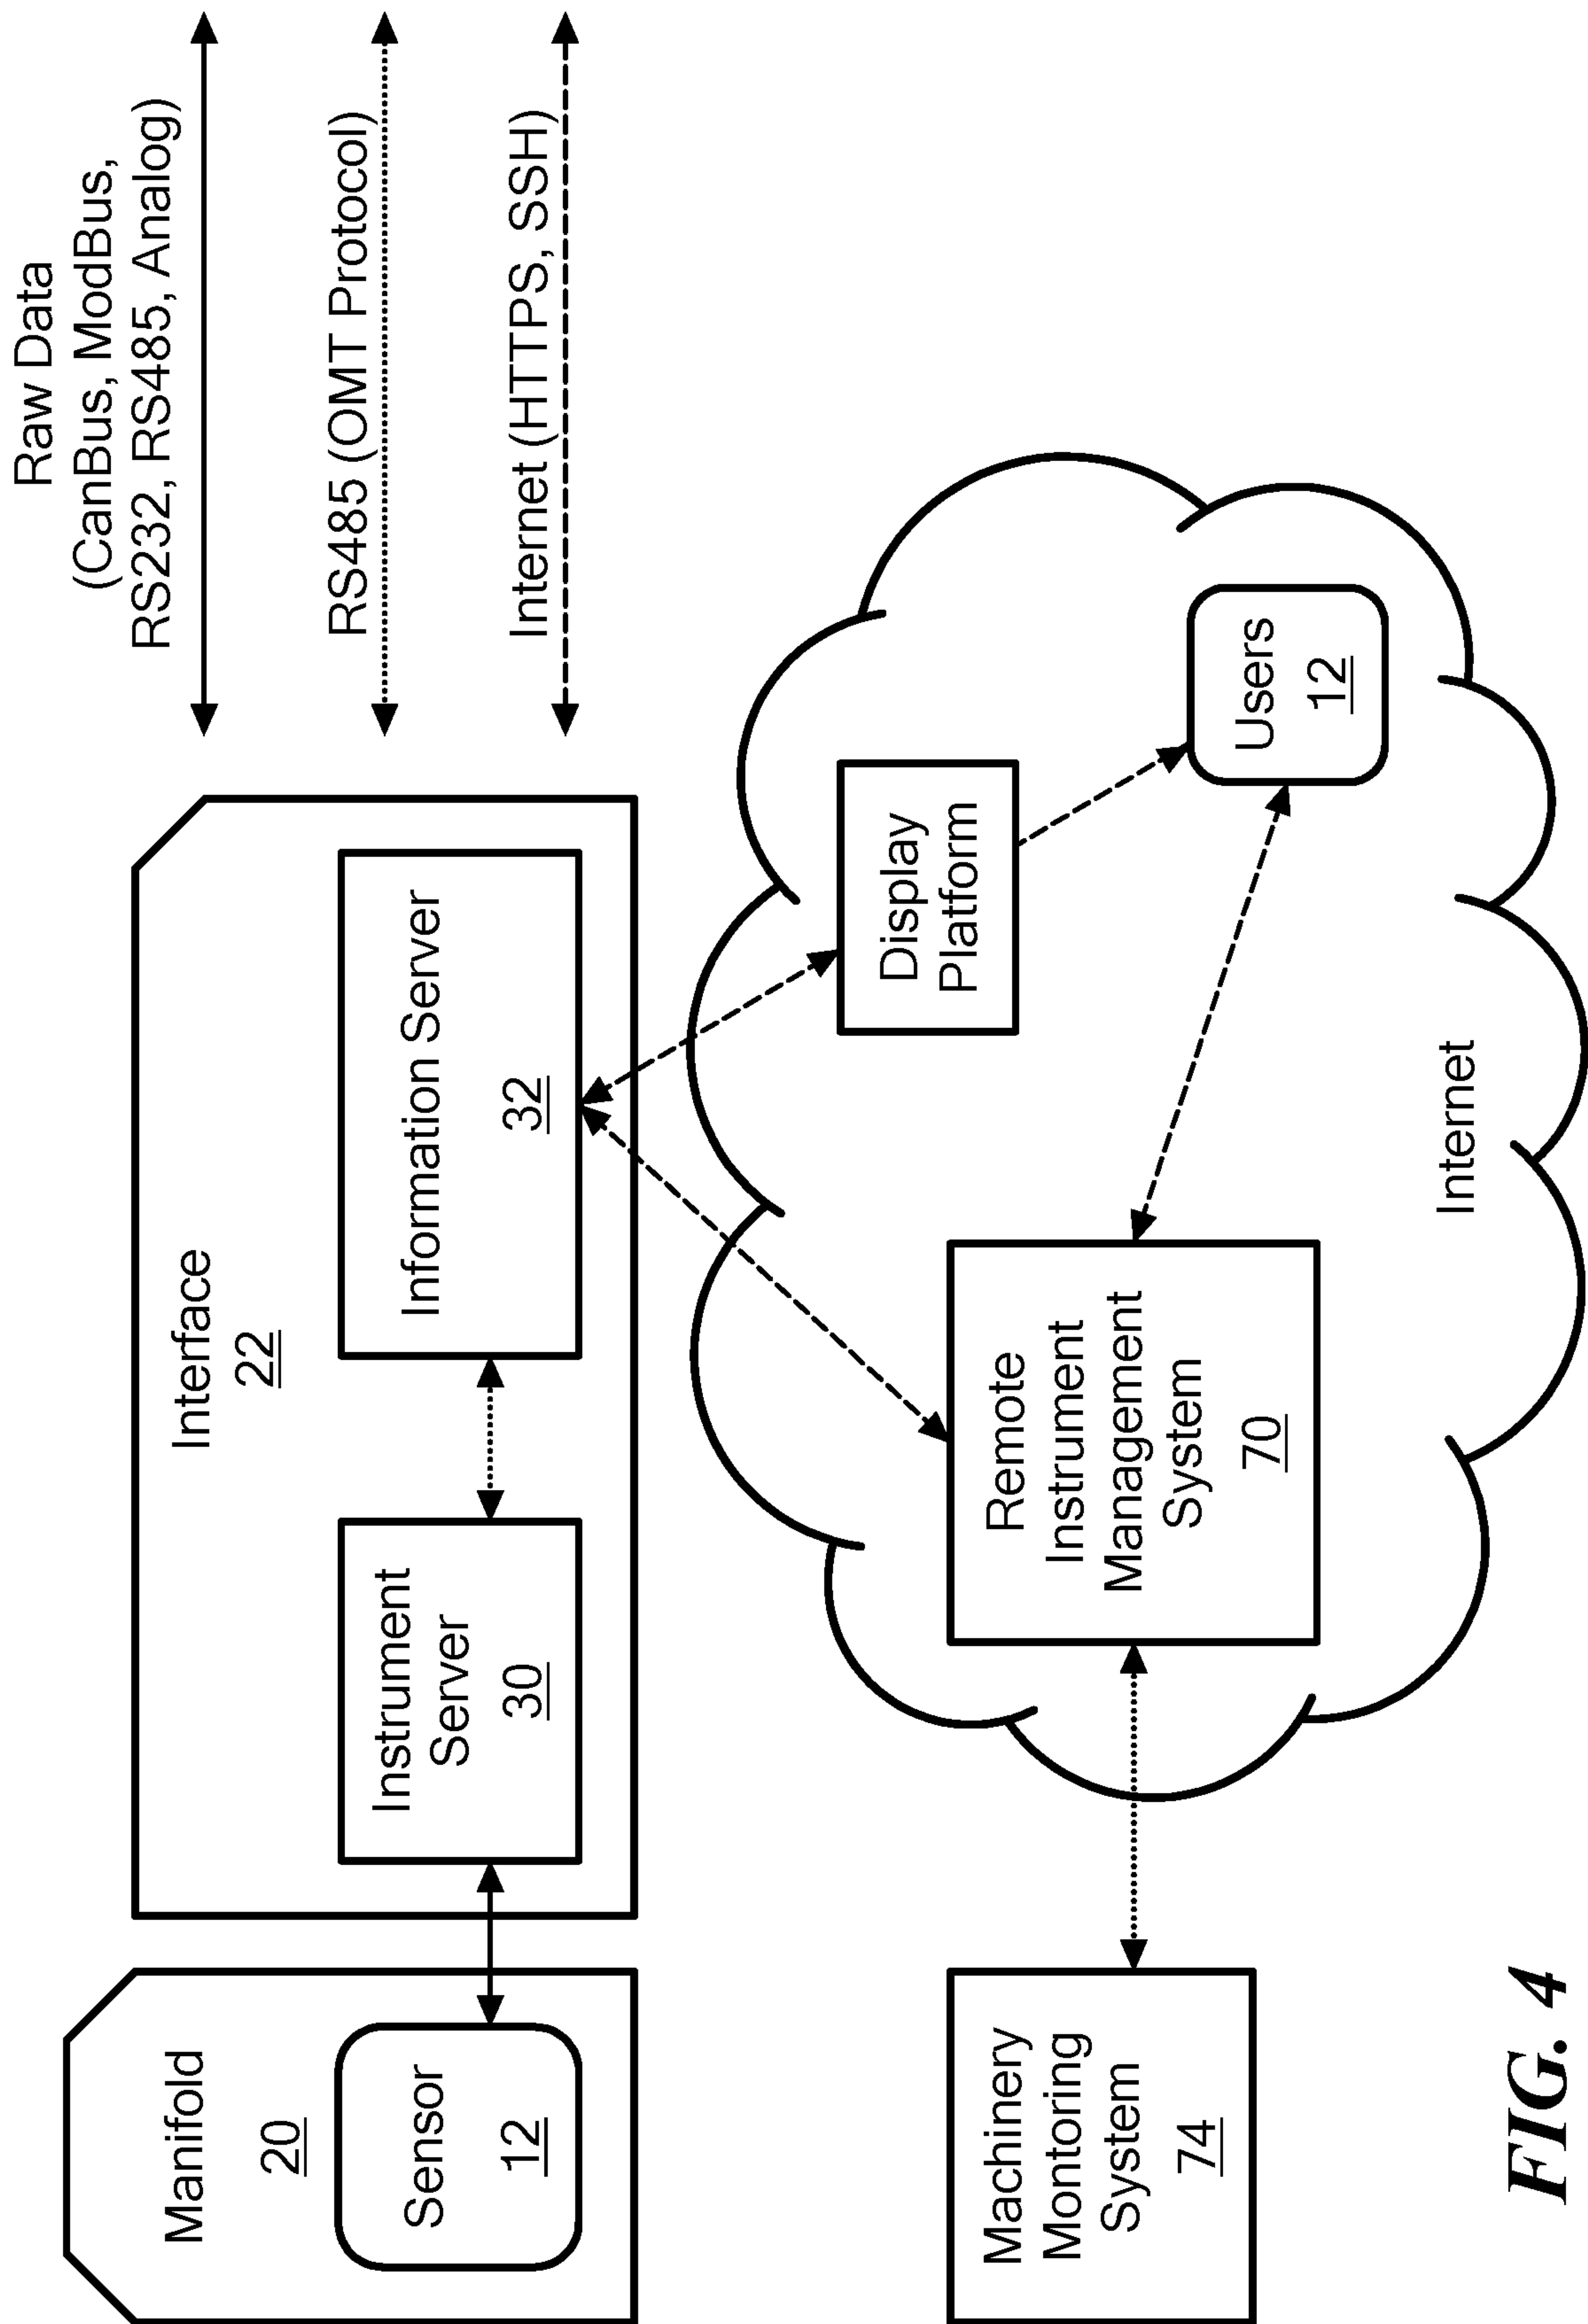 Manifold
20
Sensor
12
Interface
22
Instrument
Server
30
Information Server
32
Raw Data
(CanBus, ModBus,
RS232, RS485, Analog)
RS485 (OMT Protocol)
Internet (HTTPS, SSH)
Machinery
Montoring
System
74
Remote
Instrument
Management
System
70
Display
Platform
Users
12
Internet
FIG. 4